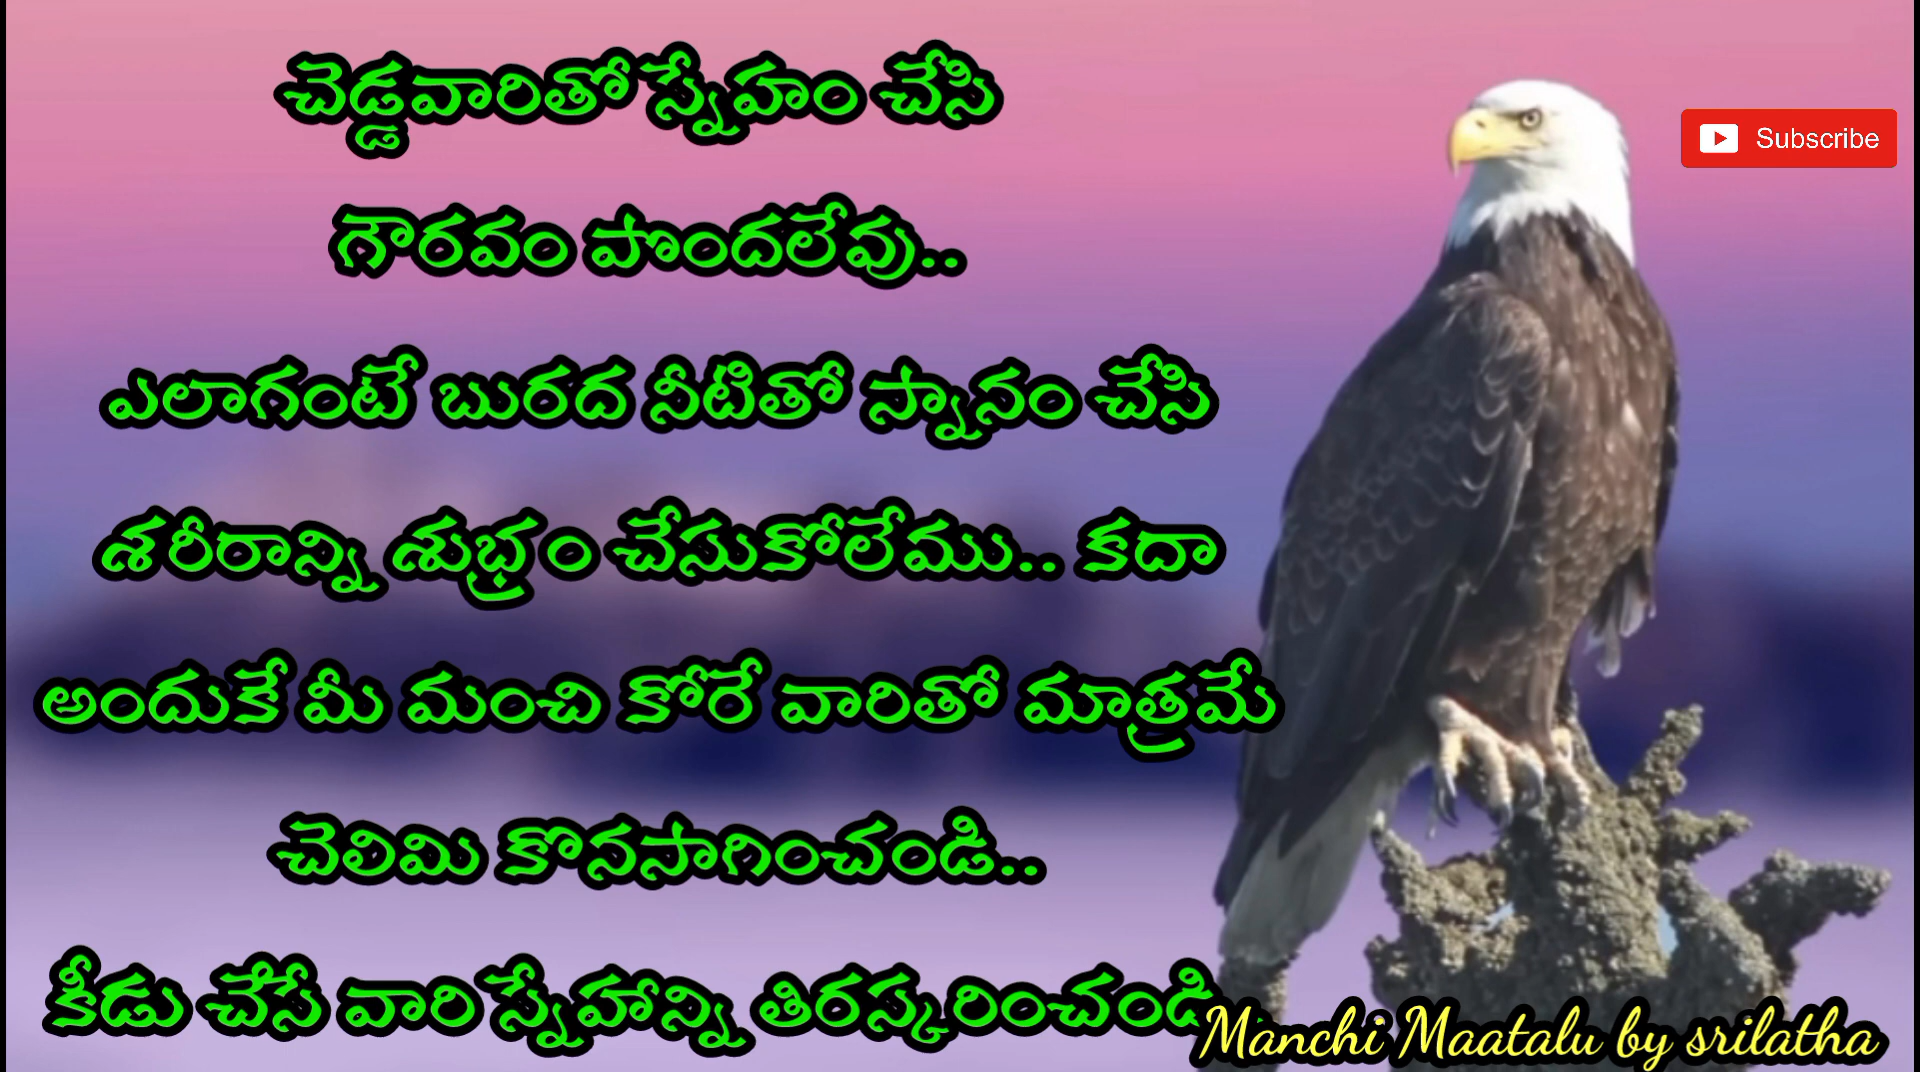 చెడ్డవారితో స్నేహం చేసి
గౌరవం పొందలేవు..
ఎలాగంటే బురద నీటితో స్నానం చేసి
శరీరాన్ని శుభ్రం చేసుకోలేము.. కదా
అందుకే మీ మంచి కోరే వారితో మాత్రమే
చెలిమి కొనసాగించండి..
కీడు చేసే వారి స్నేహాన్ని తిరస్కరించండి
Subscribe
Manchi Maatalu by srilatha